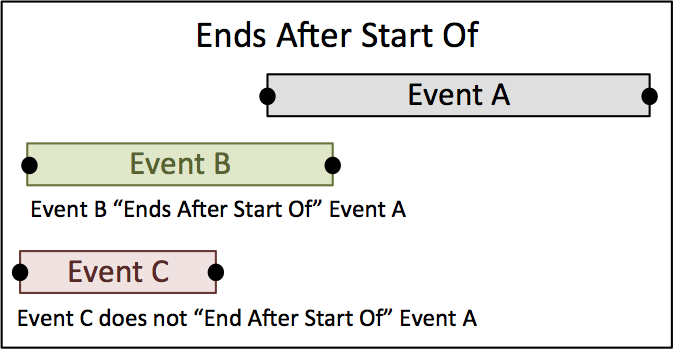 Ends After Start Of
Event A
Event B
Event B “Ends After Start Of” Event A
Event C
Event C does not “End After Start Of” Event A